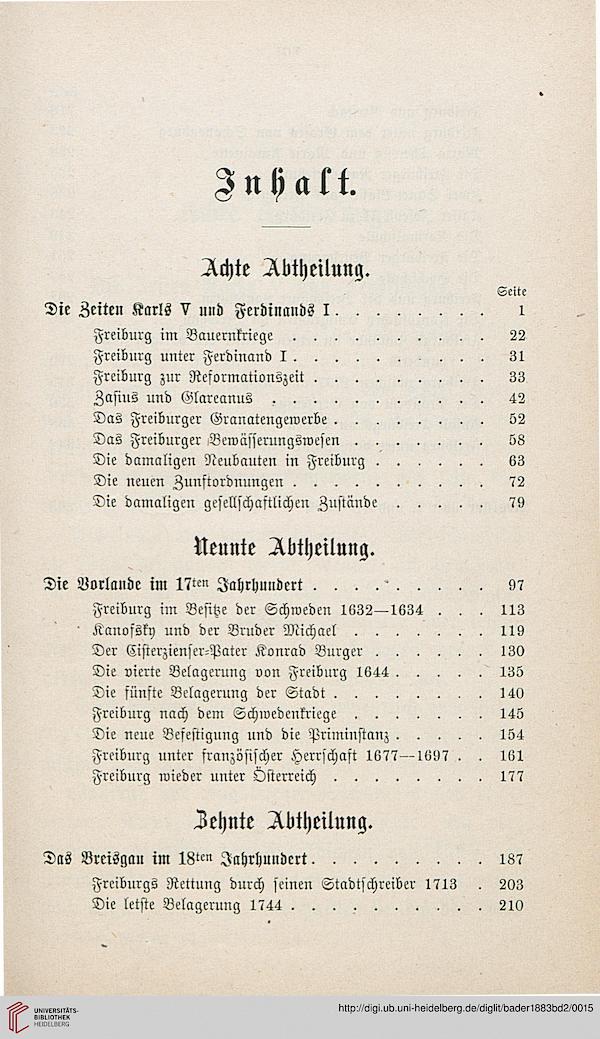 Inhalt.
Achte Abtheilung.
Seite
Die Zeiten Karls V und Ferdinands I . . . . . . . . 1
Freiburg im Bauernkriege . . . . . . . . . . 22
Freiburg unter Ferdinand I . . . . . . . . . . 31
Freiburg zur Reformationszeit . . . . . . . . . 33
Zasius und Glareanus . . . . . . . . . . . 42
Das Freiburger Granatengewerbe . . . . . . . . 52
Das Freiburger Bewässerungswesen . . . . . . . 58
Die damaligen Neubauten in Freiburg . . . . . . 63
Die neuen Zunftordnungen . . . . . . . . . . 72
Die damaligen gesellschaftlichen Zustände . . . . . 79
Neunte Abtheilung.
Die Vorlande im 17ten Jahrhundert . . . . . . . . . 97
Freiburg im Besitze der Schweden 1632—1634 . . . 113
Kanofsky und der Bruder Michael . . . . . . . 119
Der Cisterzienser-Pater Konrad Burger . . . . . . 130
Die vierte Belagerung von Freiburg 1644 . . . . . 135
Die fünfte Belagerung der Stadt . . . . . . . . 140
Freiburg nach dem Schwedenkriege . . . . . . . 145
Die neue Befestigung und die Priminstanz . . . . . 154
Freiburg unter französischer Herrschaft 1677—1697 . . 161
Freiburg wieder unter Österreich . . . . . . . . 177
Zehnte Abtheilung.
Das Breisgau im 18ten Jahrhundert . . . . . . . . . 187
Freiburgs Rettung durch seinen Stadtschreiber 1713 . 203
Die letste Belagerung 1744 . . . . . . . . . . 210
UNIVERSITÄTS-
BIBLIOTHEK
HEIDELBERG
http://digi.ub.uni-heidelberg.de/diglit/bader1883bd2/0015